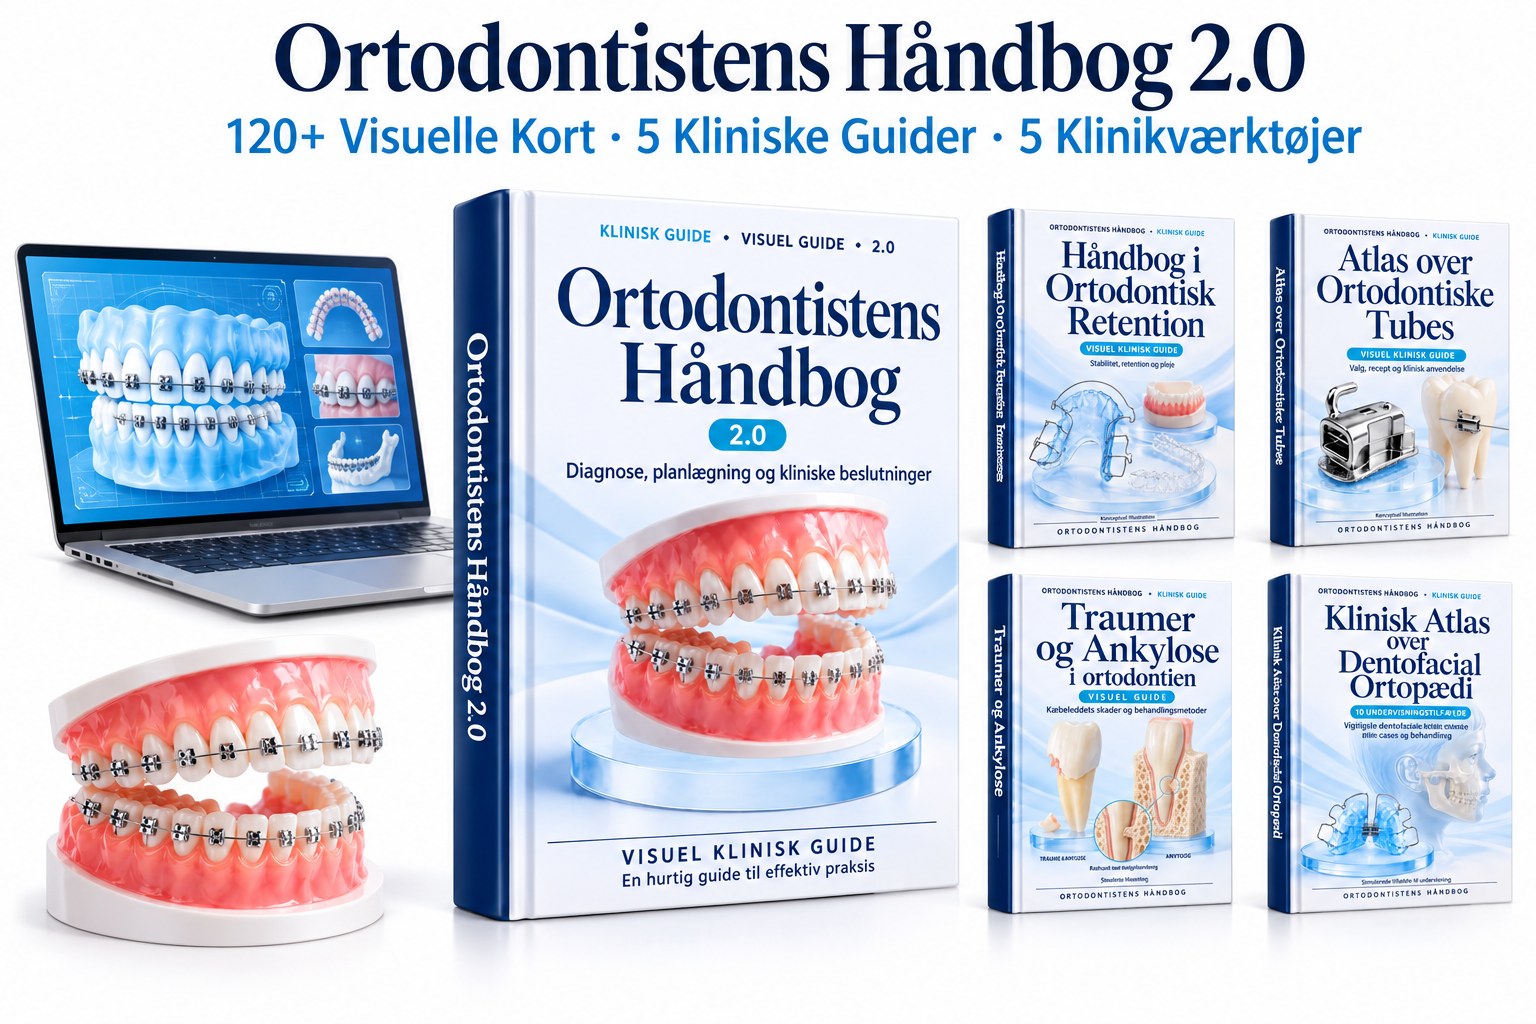 Ortodontistens Håndbog 2.0
120+ Visuelle Kort · 5 Kliniske Guider · 5 Klinikværktøjer
Ortodontistens Håndbog 2.0
KLINISK GUIDE • VISUEL GUIDE • 2.0
Ortodontistens
Håndbog
2.0
Diagnose, planlægning og kliniske beslutninger
VISUEL KLINISK GUIDE
En hurtig guide til effektiv praksis
ORTODONTISTENS HÅNDBOG • KLINISK GUIDE
Håndbog i
Ortodontisk
Retention
VISUEL KLINISK GUIDE
Stabilitet, retention og pleje
ORTODONTISTENS HÅNDBOG
Atlas over Ortodontiske Tubes
ORTODONTISTENS HÅNDBOG • KLINISK GUIDE
Atlas over
Ortodontiske
Tubes
VISUEL KLINISK GUIDE
Valg, recept og klinisk anvendelse
ORTODONTISTENS HÅNDBOG
Traumer og Ankylose
ORTODONTISTENS HÅNDBOG • KLINISK GUIDE
Traumer
og Ankylose
i ortodontien
VISUEL GUIDE
Kæbeleddets skader og behandlingsmetoder
ORTODONTISTENS HÅNDBOG
ORTODONTISTENS HÅNDBOG • KLINISK GUIDE
Klinisk Atlas
over
Dentofacial
Ortopædi
Vigtigste dentofaciale
cases og behandling
ORTODONTISTENS HÅNDBOG